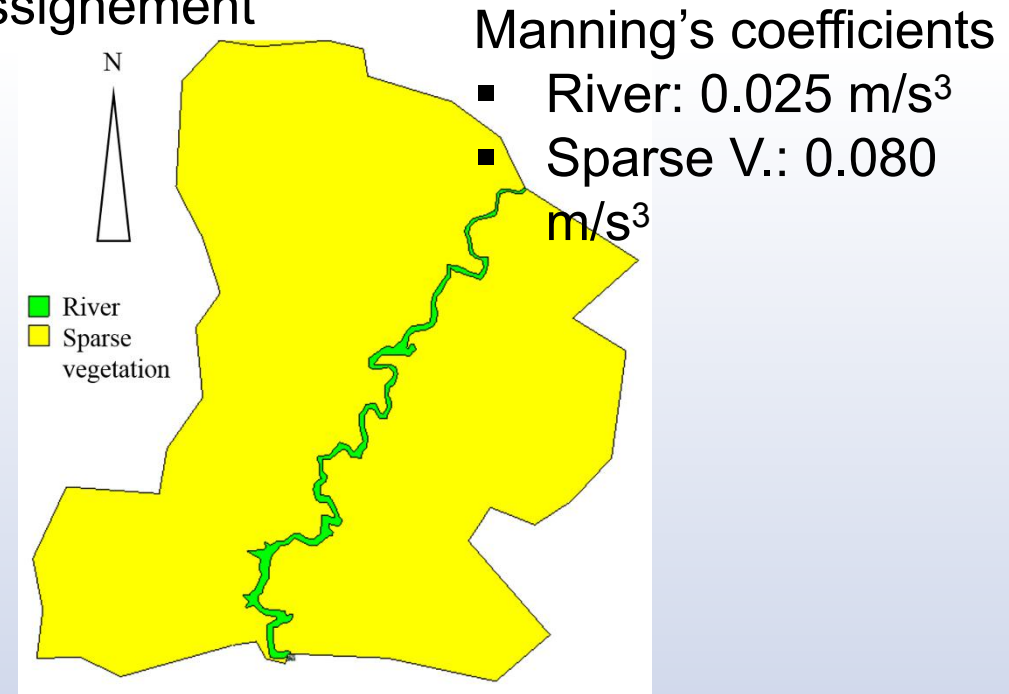 ssignement
Manning’s coefficients
▪ River: 0.025 m/s³
▪ Sparse V.: 0.080
m/s³
N
River
Sparse
vegetation